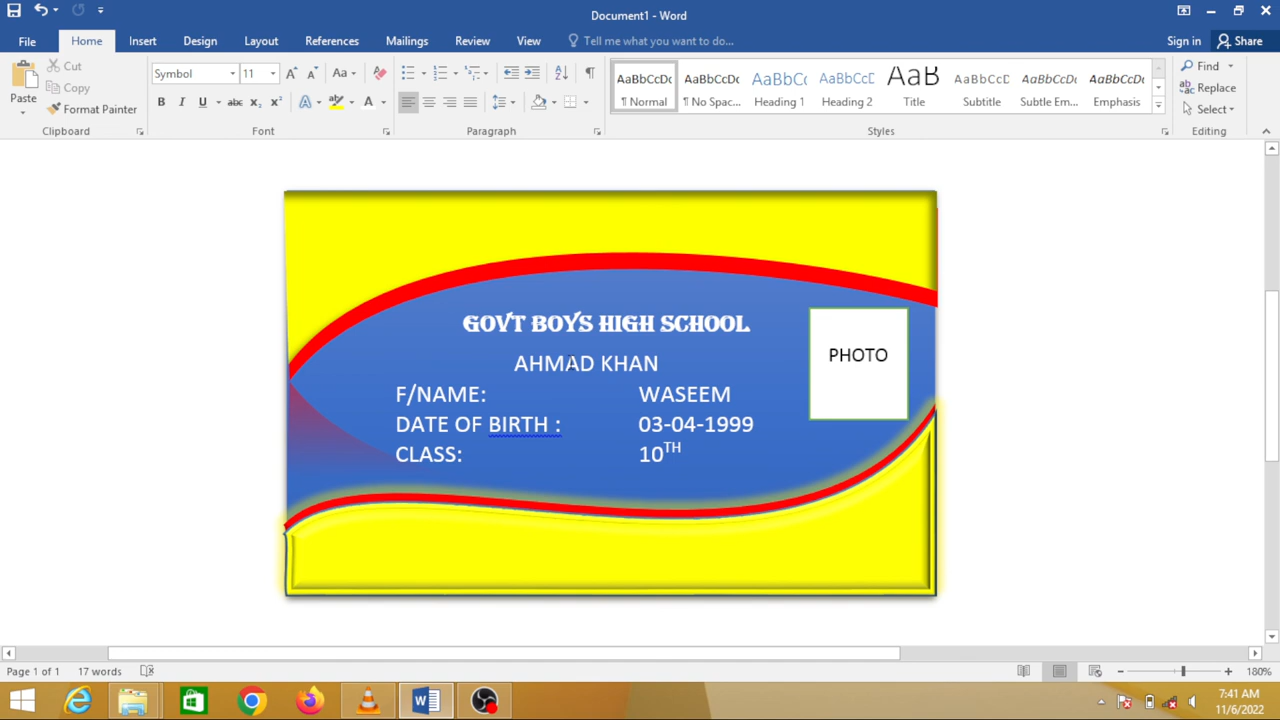 Document1 - Word
File Home Insert Design Layout References Mailings Review View Tell me what you want to do... Sign in Share
Paste Cut Copy Format Painter
Clipboard
Symbol 11
Font
Paragraph
AaBbCcDc AaBbCcDc AaBbCc AaBbCcC AaB AaBbCcD AaBbCcDc AaBbCcDc
¶ Normal ¶ No Spac... Heading 1 Heading 2 Title Subtitle Subtle Em... Emphasis
Styles
Find
Replace
Select
Editing
GOVT BOYS HIGH SCHOOL
AHMAD KHAN
F/NAME: WASEEM
DATE OF BIRTH : 03-04-1999
CLASS: 10TH
PHOTO
Page 1 of 1 17 words 180%
7:41 AM
11/6/2022